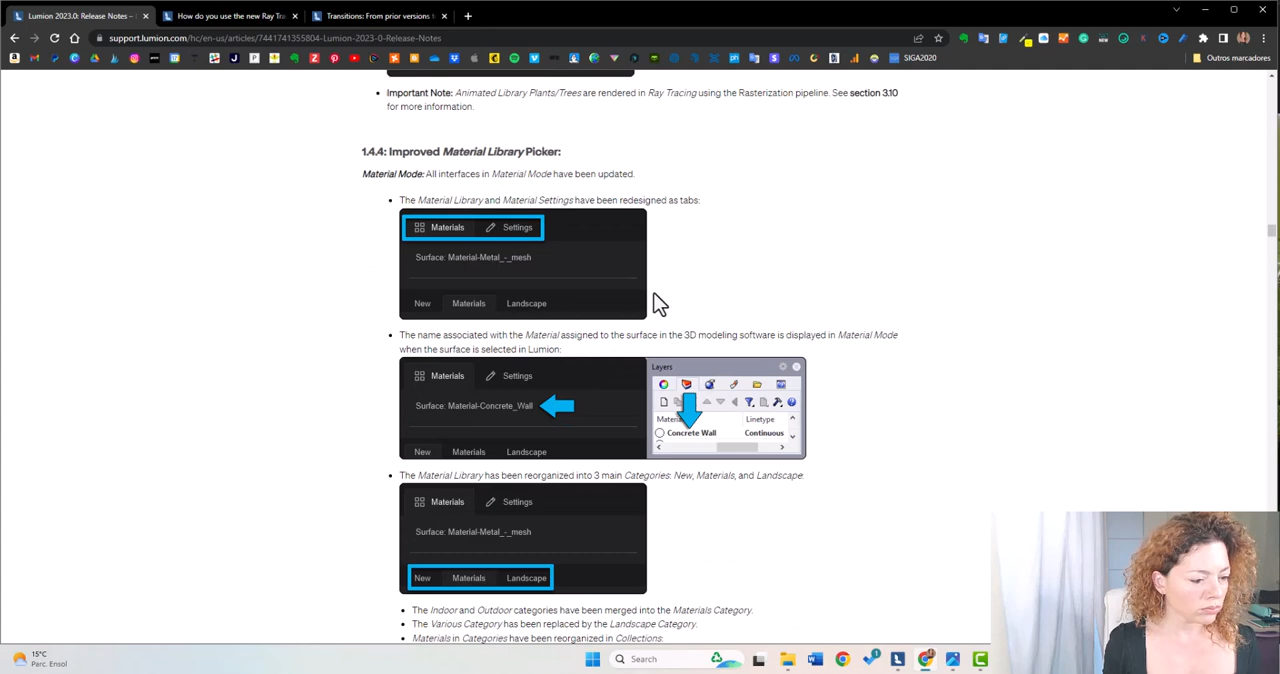 Lumion 2023.0: Release Notes –
How do you use the new Ray Tra
Transitions: From prior versions t
support.lumion.com/hc/en-us/articles/7441741355804-Lumion-2023-0-Release-Notes
SIGA2020
Outros marcadores
• Important Note: Animated Library Plants/Trees are rendered in Ray Tracing using the Rasterization pipeline. See section 3.10
for more information.
1.4.4: Improved Material Library Picker:
Material Mode: All interfaces in Material Mode have been updated.
• The Material Library and Material Settings have been redesigned as tabs:
Materials Settings
Surface: Material-Metal_-_mesh
New Materials Landscape
• The name associated with the Material assigned to the surface in the 3D modeling software is displayed in Material Mode
when the surface is selected in Lumion:
Materials Settings
Surface: Material-Concrete_Wall
New Materials Landscape
Layers
Linetype
Concrete Wall Continuous
• The Material Library has been reorganized into 3 main Categories: New, Materials, and Landscape:
Materials Settings
Surface: Material-Metal_-_mesh
New Materials Landscape
• The Indoor and Outdoor categories have been merged into the Materials Category.
• The Various Category has been replaced by the Landscape Category.
• Materials in Categories have been reorganized in Collections:
15°C
Parc. Ensol
Search